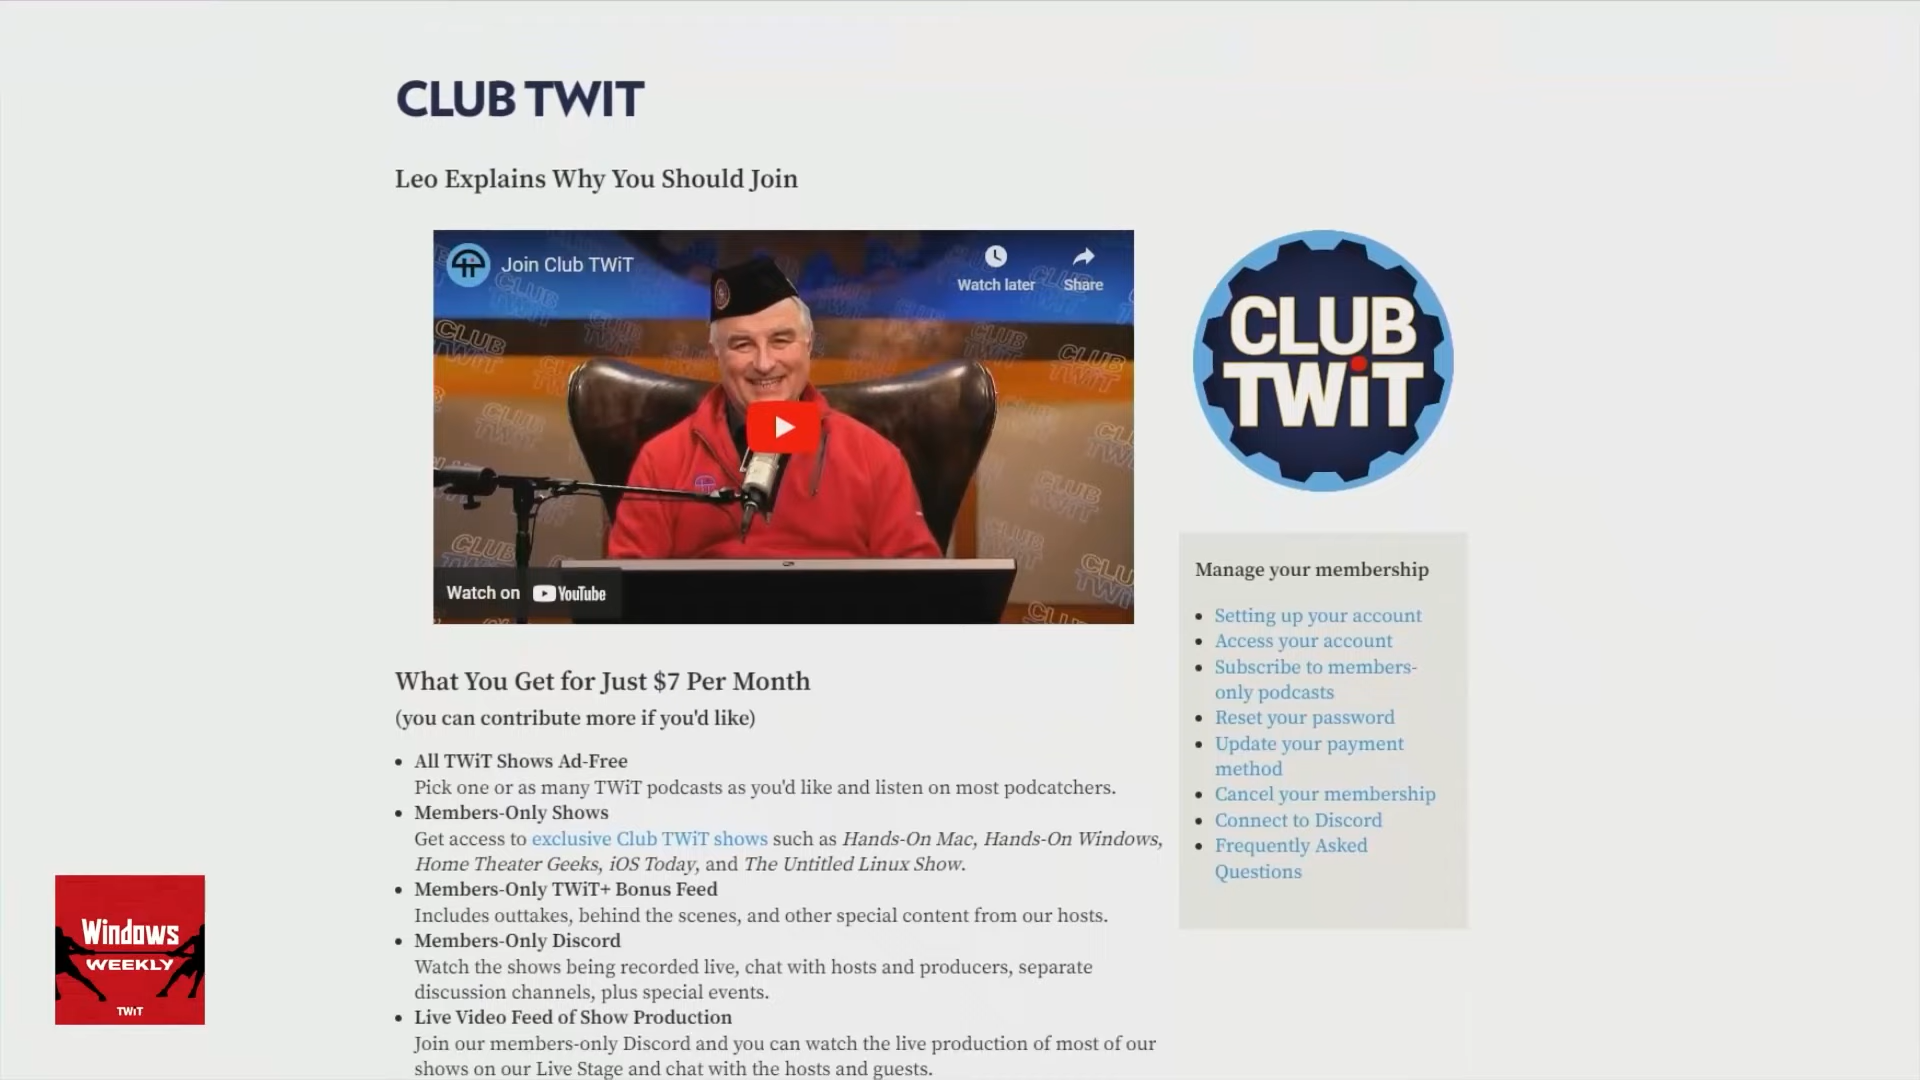 CLUB TWIT
Leo Explains Why You Should Join
Join Club TWiT
Watch later
Share
Watch on YouTube
CLUB
TWiT
What You Get for Just $7 Per Month
(you can contribute more if you'd like)
• All TWiT Shows Ad-Free
Pick one or as many TWiT podcasts as you'd like and listen on most podcatchers.
• Members-Only Shows
Get access to exclusive Club TWiT shows such as Hands-On Mac, Hands-On Windows,
Home Theater Geeks, iOS Today, and The Untitled Linux Show.
• Members-Only TWiT+ Bonus Feed
Includes outtakes, behind the scenes, and other special content from our hosts.
• Members-Only Discord
Watch the shows being recorded live, chat with hosts and producers, separate
discussion channels, plus special events.
• Live Video Feed of Show Production
Join our members-only Discord and you can watch the live production of most of our
shows on our Live Stage and chat with the hosts and guests.
Manage your membership
• Setting up your account
• Access your account
• Subscribe to members-
only podcasts
• Reset your password
• Update your payment
method
• Cancel your membership
• Connect to Discord
• Frequently Asked
Questions
Windows
WEEKLY
TWiT